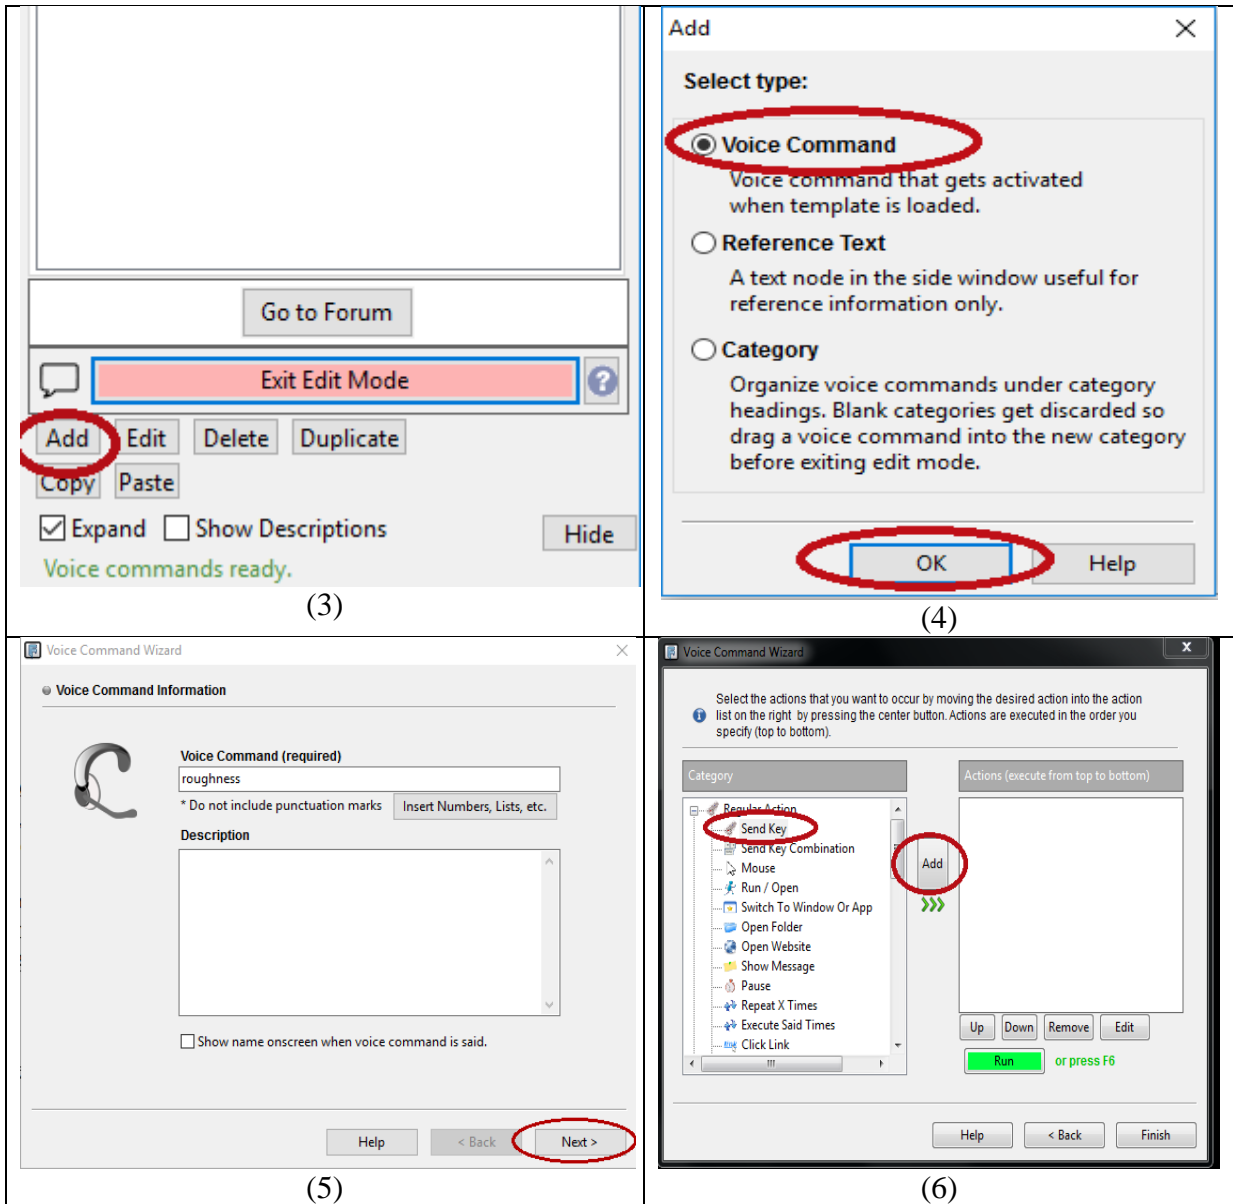 Go to Forum
Exit Edit Mode
?
Add Edit Delete Duplicate
Copy Paste
Expand Show Descriptions
Hide
Voice commands ready.
(3)
Add
Select type:
Voice Command
Voice command that gets activated
when template is loaded.
Reference Text
A text node in the side window useful for
reference information only.
Category
Organize voice commands under category
headings. Blank categories get discarded so
drag a voice command into the new category
before exiting edit mode.
OK Help
(4)
Voice Command Wizard
Voice Command Information
Voice Command (required)
roughness
* Do not include punctuation marks Insert Numbers, Lists, etc.
Description
Show name onscreen when voice command is said.
Help < Back Next >
(5)
Voice Command Wizard
Select the actions that you want to occur by moving the desired action into the action
list on the right by pressing the center button. Actions are executed in the order you
specify (top to bottom).
Category
Actions (execute from top to bottom)
Regular Action
Send Key
Send Key Combination
Mouse
Run / Open
Switch To Window Or App
Open Folder
Open Website
Show Message
Pause
Repeat X Times
Execute Said Times
Click Link
Add
Up Down Remove Edit
Run or press F6
Help < Back Finish
(6)